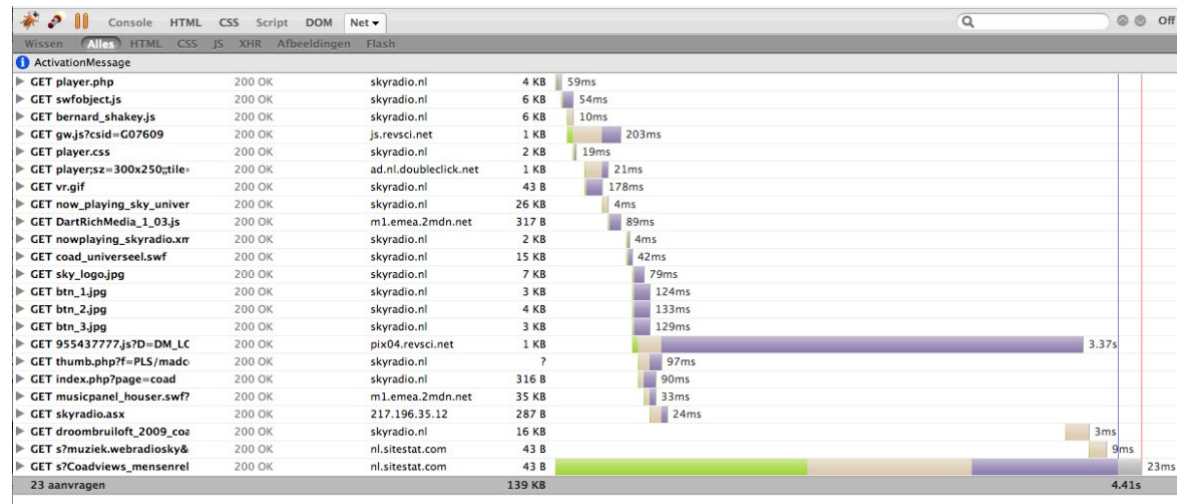 Console HTML CSS Script DOM Net Off
Wissen Alles HTML CSS JS XHR Afbeeldingen Flash
ActivationMessage
GET player.php 200 OK skyradio.nl 4 KB 59ms
GET swfobject.js 200 OK skyradio.nl 6 KB 54ms
GET bernard_shakey.js 200 OK skyradio.nl 6 KB 10ms
GET gw.js?csid=G07609 200 OK js.revsci.net 1 KB 203ms
GET player.css 200 OK skyradio.nl 2 KB 19ms
GET player;sz=300x250;;tile= 200 OK ad.nl.doubleclick.net 1 KB 21ms
GET vr.gif 200 OK skyradio.nl 43 B 178ms
GET now_playing_sky_univer 200 OK skyradio.nl 26 KB 4ms
GET DartRichMedia_1_03.js 200 OK m1.emea.2mdn.net 317 B 89ms
GET nowplaying_skyradio.xm 200 OK skyradio.nl 2 KB 4ms
GET coad_universeel.swf 200 OK skyradio.nl 15 KB 42ms
GET sky_logo.jpg 200 OK skyradio.nl 7 KB 79ms
GET btn_1.jpg 200 OK skyradio.nl 3 KB 124ms
GET btn_2.jpg 200 OK skyradio.nl 4 KB 133ms
GET btn_3.jpg 200 OK skyradio.nl 3 KB 129ms
GET 955437777.js?D=DM_LC 200 OK pix04.revsci.net 1 KB 3.37s
GET thumb.php?f=PLS/madc 200 OK skyradio.nl ? 97ms
GET index.php?page=coad 200 OK skyradio.nl 316 B 90ms
GET musicpanel_houser.swf? 200 OK m1.emea.2mdn.net 35 KB 33ms
GET skyradio.asx 200 OK 217.196.35.12 287 B 24ms
GET droombruiloft_2009_coa 200 OK skyradio.nl 16 KB 3ms
GET s?muziek.webradiosky& 200 OK nl.sitestat.com 43 B 9ms
GET s?Coadviews_mensenrel 200 OK nl.sitestat.com 43 B 23ms
23 aanvragen 139 KB 4.41s